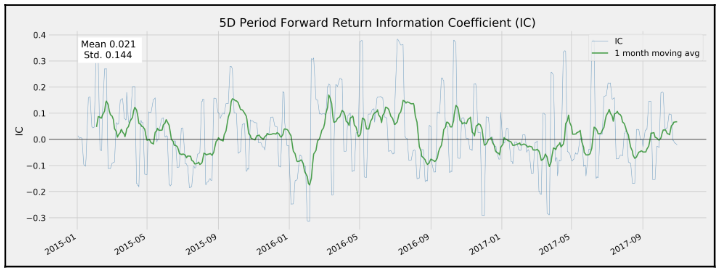 5D Period Forward Return Information Coefficient (IC)
0.4
0.3
0.2
0.1
0.0
−0.1
−0.2
−0.3
IC
Mean 0.021
Std. 0.144
IC
1 month moving avg
2015-01
2015-05
2015-09
2016-01
2016-05
2016-09
2017-01
2017-05
2017-09